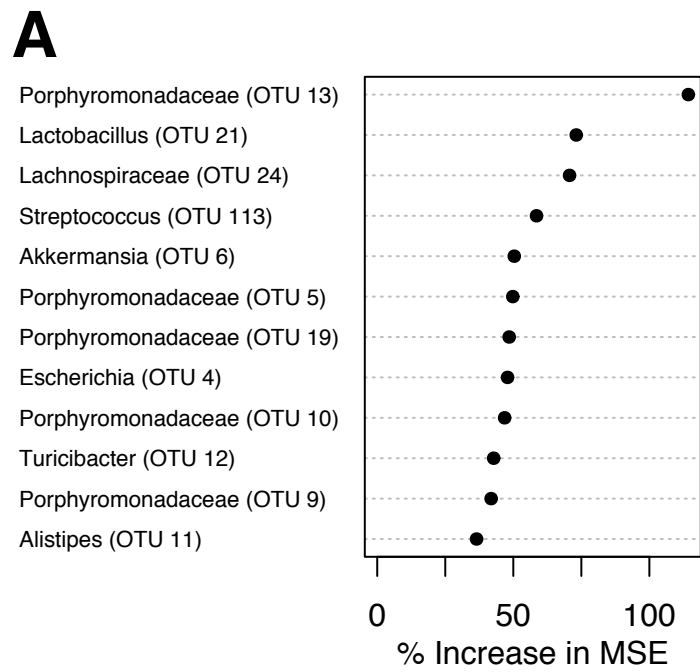 A
Porphyromonadaceae (OTU 13)
Lactobacillus (OTU 21)
Lachnospiraceae (OTU 24)
Streptococcus (OTU 113)
Akkermansia (OTU 6)
Porphyromonadaceae (OTU 5)
Porphyromonadaceae (OTU 19)
Escherichia (OTU 4)
Porphyromonadaceae (OTU 10)
Turicibacter (OTU 12)
Porphyromonadaceae (OTU 9)
Alistipes (OTU 11)
0 50 100
% Increase in MSE